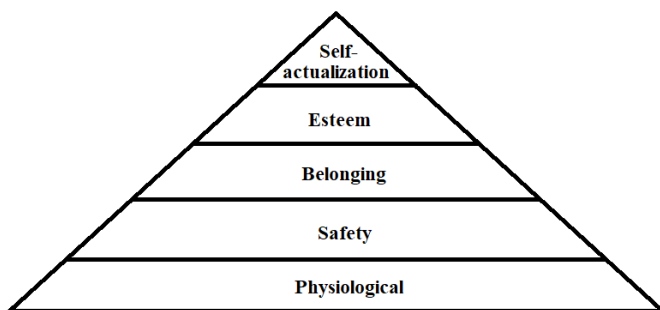 Self-
actualization
Esteem
Belonging
Safety
Physiological